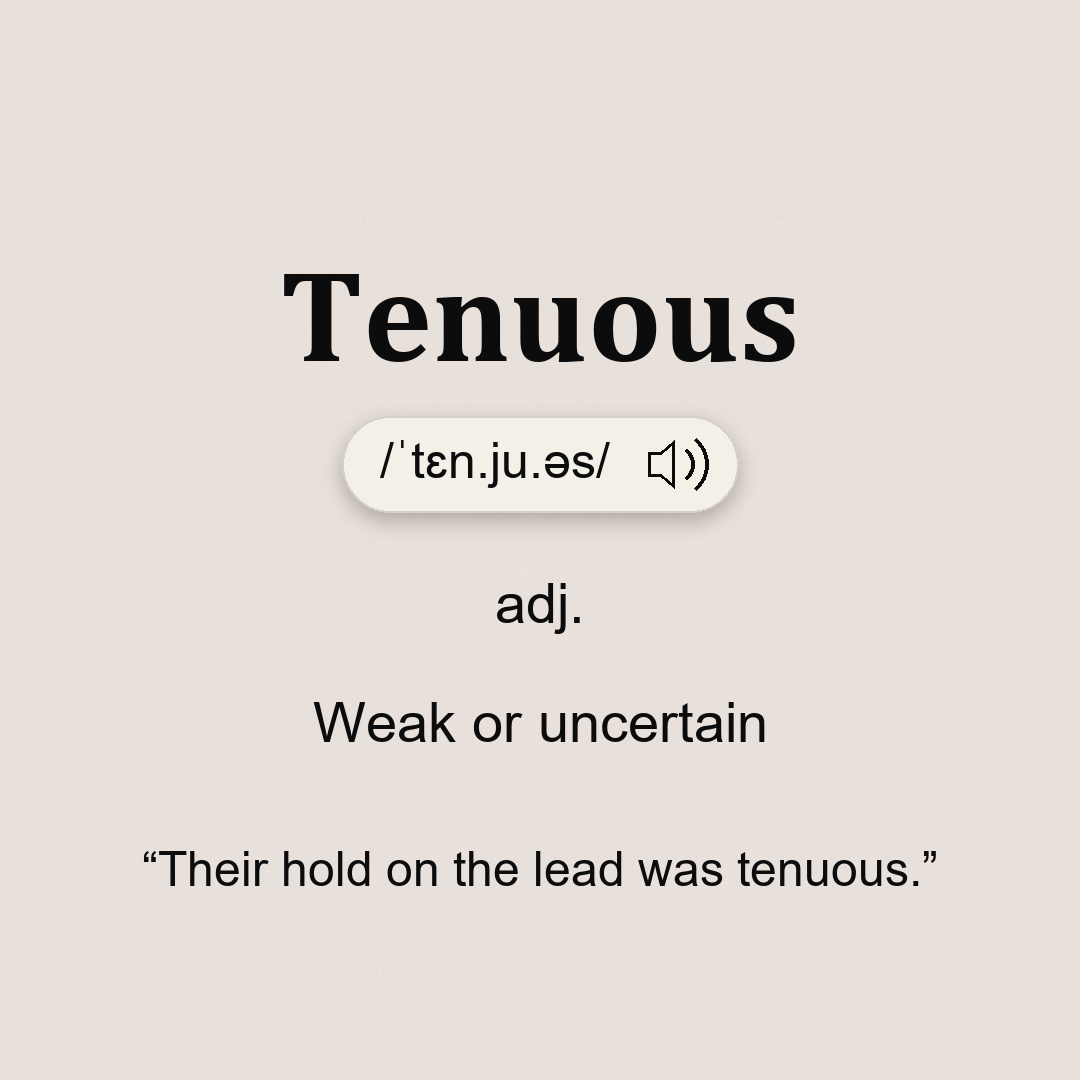 Tenuous
/ˈtɛn.ju.əs/
adj.
Weak or uncertain
“Their hold on the lead was tenuous.”